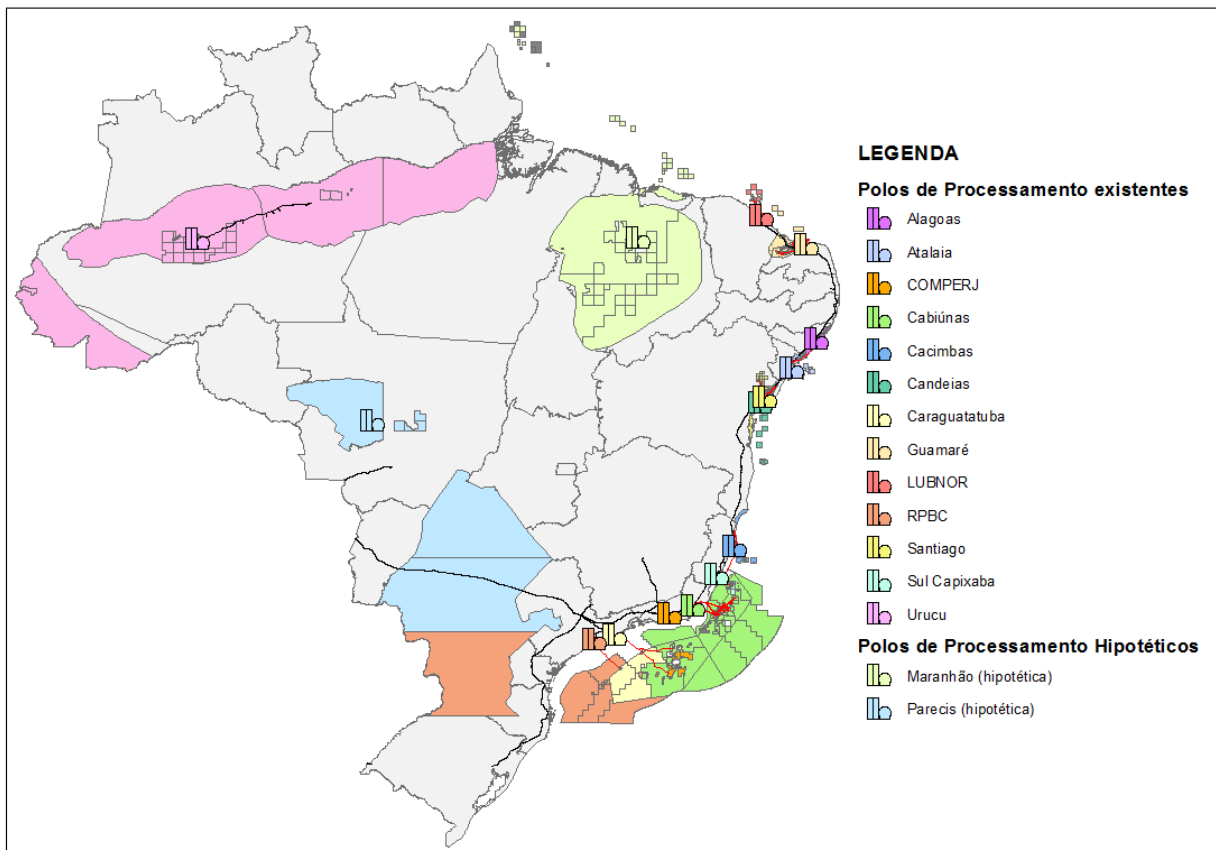 LEGENDA
Polos de Processamento existentes
Alagoas
Atalaia
COMPERJ
Cabiúnas
Cacimbas
Candeias
Caraguatatuba
Guamaré
LUBNOR
RPBC
Santiago
Sul Capixaba
Urucu
Polos de Processamento Hipotéticos
Maranhão (hipotética)
Parecis (hipotética)